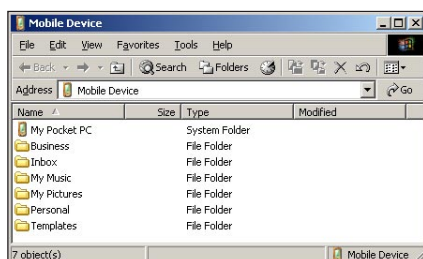 Mobile Device
File Edit View Favorites Tools Help
Back Search Folders
Address Mobile Device Go
Name Size Type Modified
My Pocket PC System Folder
Business File Folder
Inbox File Folder
My Music File Folder
My Pictures File Folder
Personal File Folder
Templates File Folder
7 object(s) Mobile Device